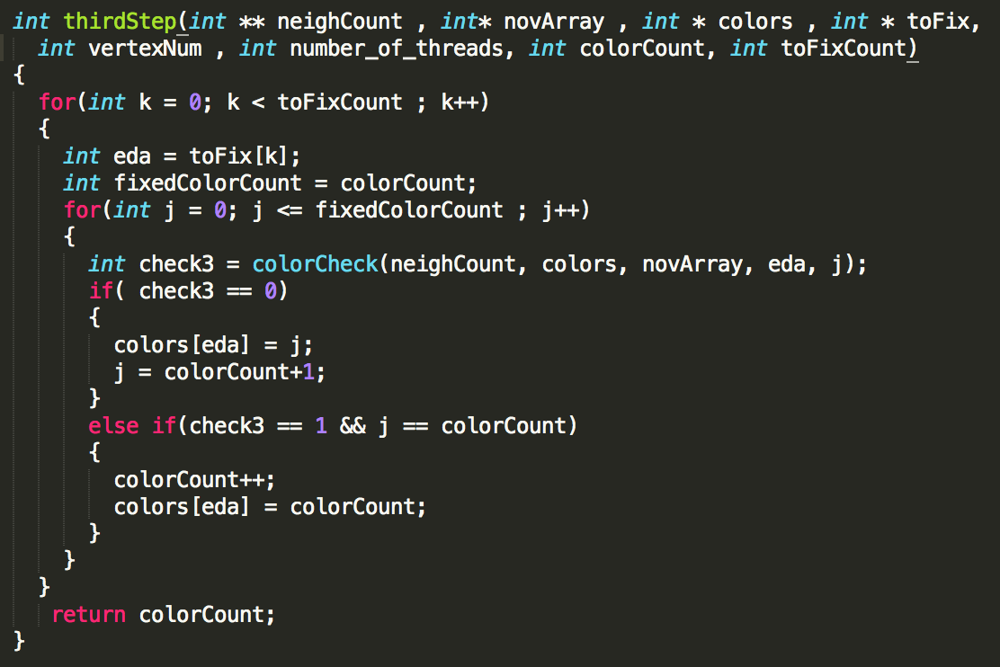 int thirdStep(int ** neighCount , int* novArray , int * colors , int * toFix,
  int vertexNum , int number_of_threads, int colorCount, int toFixCount)
{
  for(int k = 0; k < toFixCount ; k++)
  {
    int eda = toFix[k];
    int fixedColorCount = colorCount;
    for(int j = 0; j <= fixedColorCount ; j++)
    {
      int check3 = colorCheck(neighCount, colors, novArray, eda, j);
      if( check3 == 0)
      {
        colors[eda] = j;
        j = colorCount+1;
      }
      else if(check3 == 1 && j == colorCount)
      {
        colorCount++;
        colors[eda] = colorCount;
      }
    }
  }
   return colorCount;
}